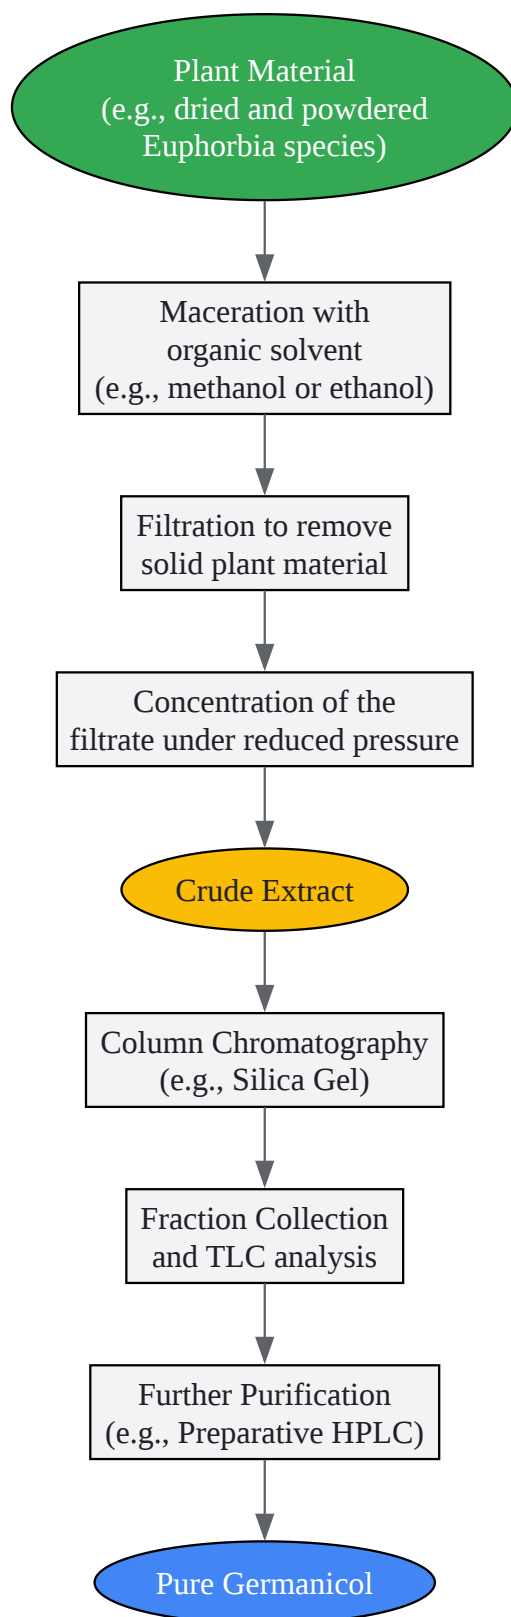 Plant Material
(e.g., dried and powdered
Euphorbia species)
Maceration with
organic solvent
(e.g., methanol or ethanol)
Filtration to remove
solid plant material
Concentration of the
filtrate under reduced pressure
Crude Extract
Column Chromatography
(e.g., Silica Gel)
Fraction Collection
and TLC analysis
Further Purification
(e.g., Preparative HPLC)
Pure Germanicol